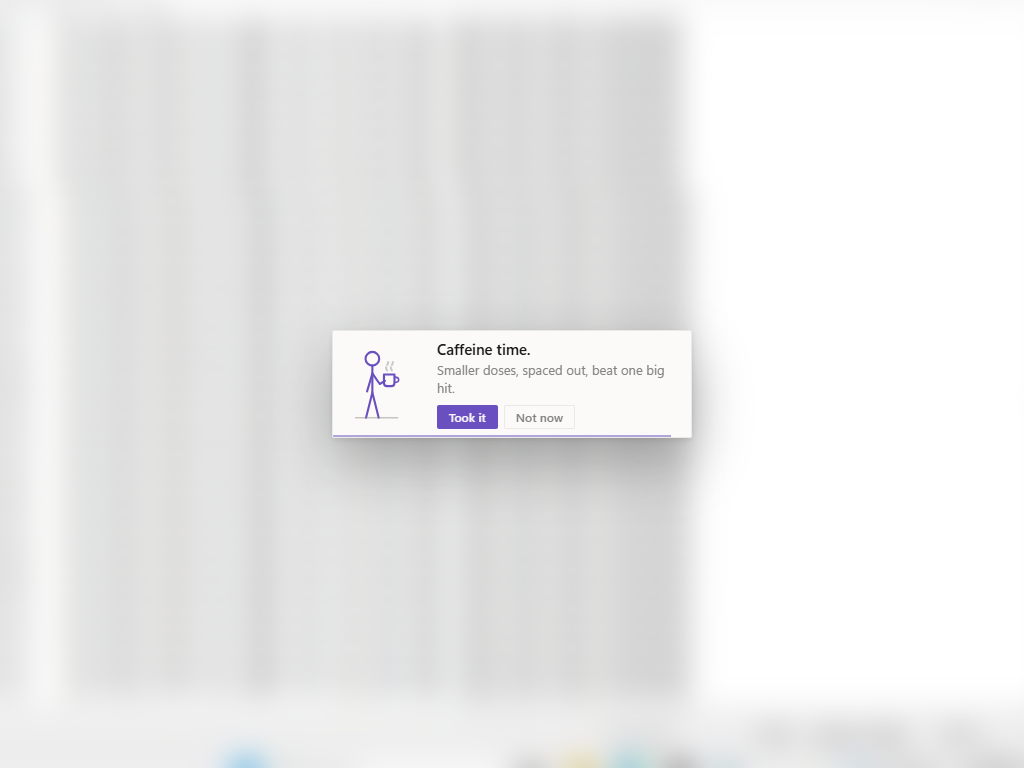 Caffeine time.
Smaller doses, spaced out, beat one big
hit.
Took it
Not now